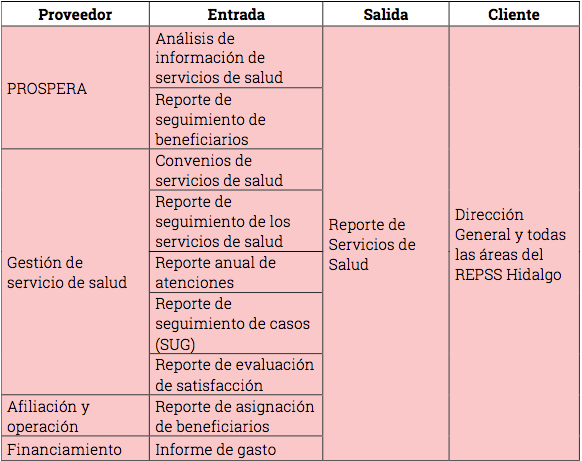 Proveedor
Entrada
Salida
Cliente
PROSPERA
Análisis de
información de
servicios de salud
Reporte de
seguimiento de
beneficiarios
Gestión de
servicio de salud
Convenios de
servicios de salud
Reporte de
seguimiento de los
servicios de salud
Reporte anual de
atenciones
Reporte de
seguimiento de casos
(SUG)
Reporte de evaluación
de satisfacción
Afiliación y
operación
Reporte de asignación
de beneficiarios
Financiamiento
Informe de gasto
Reporte de
Servicios de
Salud
Dirección
General y todas
las áreas del
REPSS Hidalgo